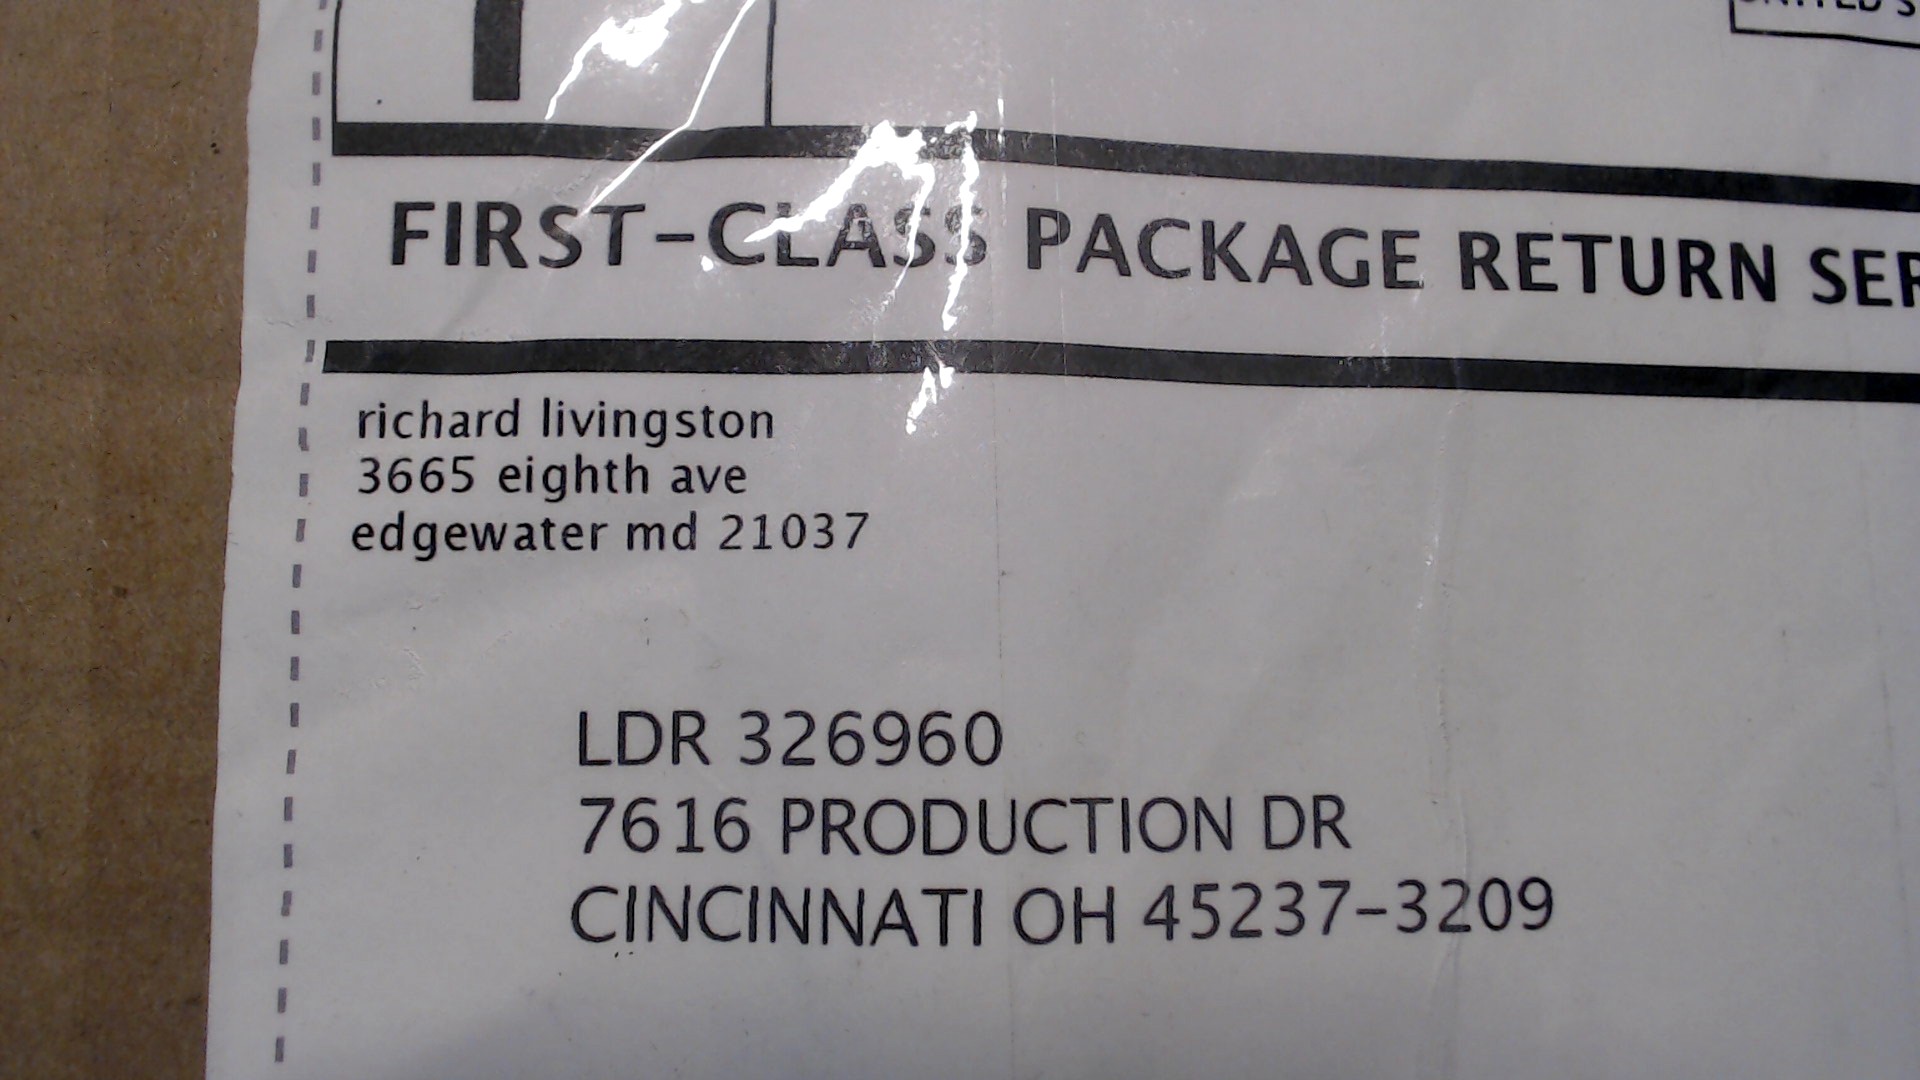 FIRST-CLASS PACKAGE RETURN
richard livingston
3665 eighth ave
edgewater md 21037
LDR 326960
7616 PRODUCTION DR
CINCINNATI OH 45237-3209